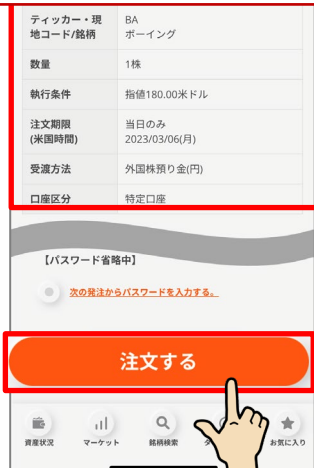 ティッカー・現 BA
地コード/銘柄 ボーイング
数量 1株
執行条件 指値180.00米ドル
注文期限 当日のみ
(米国時間) 2023/03/06(月)
受渡方法 外国株預り金(円)
口座区分 特定口座
【パスワード省略中】
次の発注からパスワードを入力する。
注文する
資産状況 マーケット 銘柄検索 お気に入り